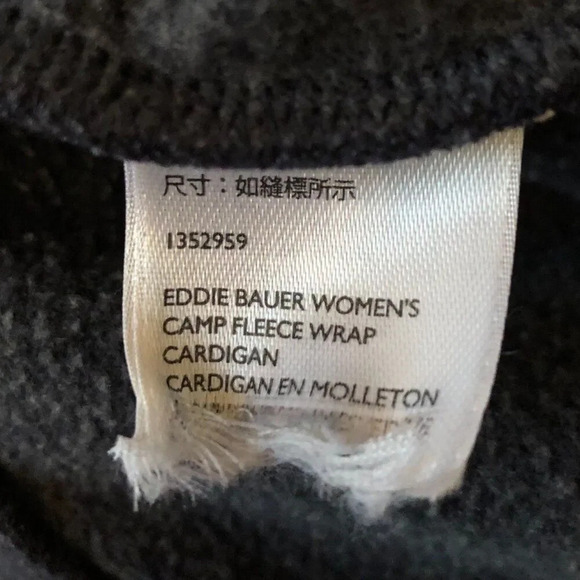 尺寸：如縫標所示
1352959
EDDIE BAUER WOMEN'S
CAMP FLEECE WRAP
CARDIGAN
CARDIGAN EN MOLLETON